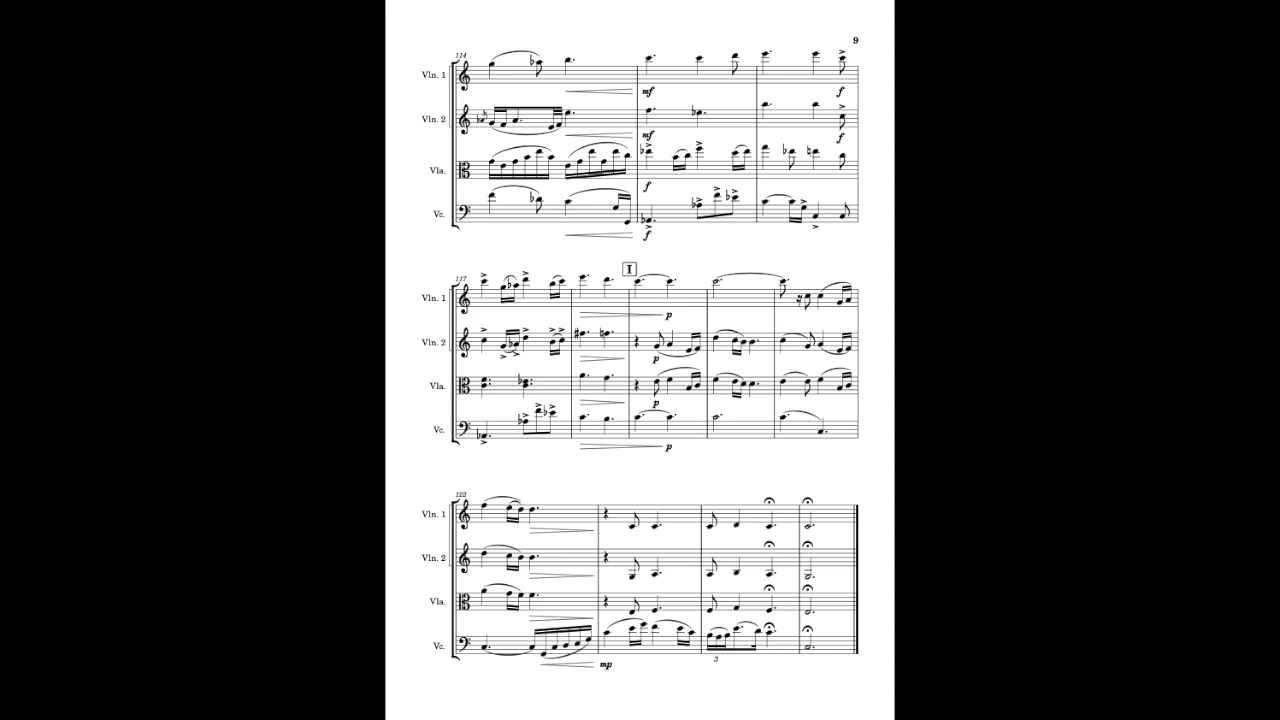 9
114
Vln. 1
mf
f
Vln. 2
mf
f
Vla.
f
Vc.
f
117
I
Vln. 1
p
Vln. 2
p
Vla.
p
Vc.
p
122
Vln. 1
Vln. 2
Vla.
Vc.
mp
3